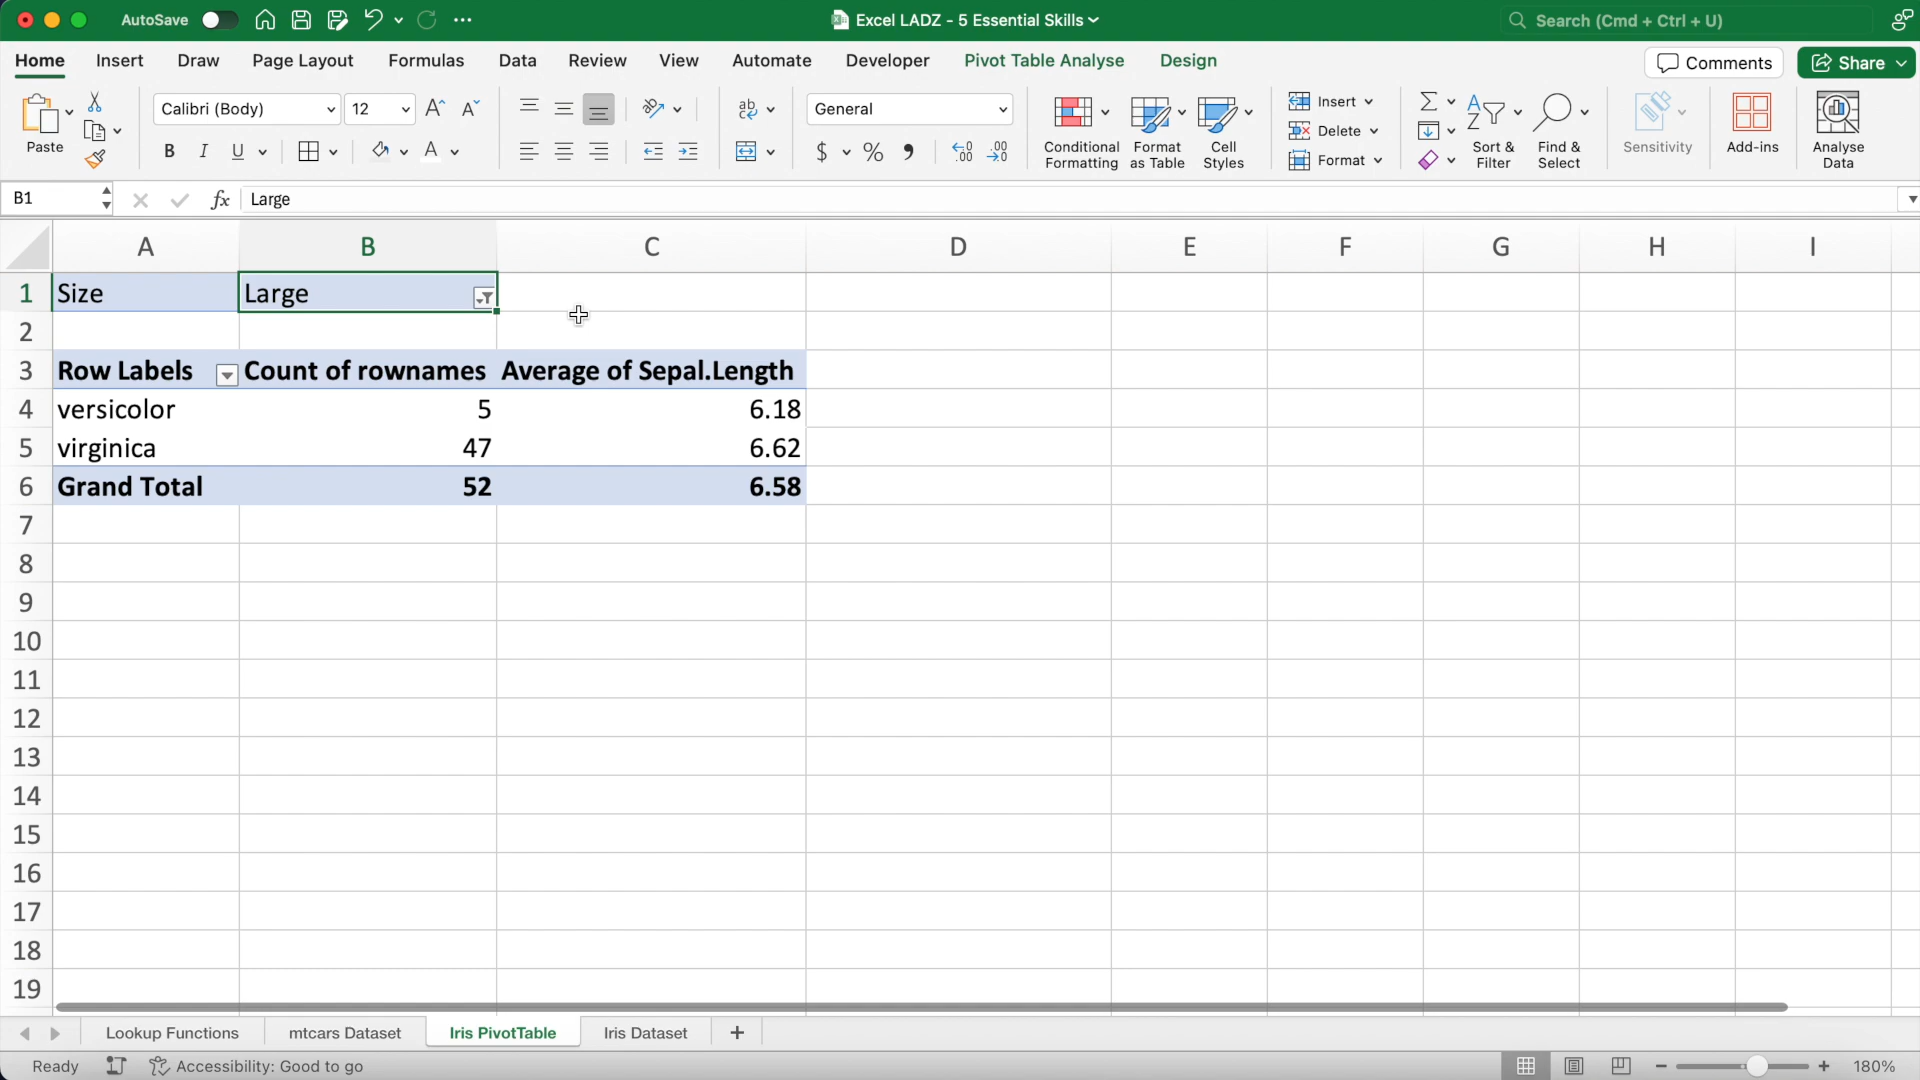 AutoSave
Excel LADZ - 5 Essential Skills
Search (Cmd + Ctrl + U)
Home Insert Draw Page Layout Formulas Data Review View Automate Developer Pivot Table Analyse Design Comments Share
Paste
Calibri (Body) 12
B I U
General
$ %
Conditional Formatting
Format as Table
Cell Styles
Insert
Delete
Format
Sort & Filter
Find & Select
Sensitivity
Add-ins
Analyse Data
B1 fx Large
A B C D E F G H I
1 Size Large
2
3 Row Labels Count of rownames Average of Sepal.Length
4 versicolor 5 6.18
5 virginica 47 6.62
6 Grand Total 52 6.58
7
8
9
10
11
12
13
14
15
16
17
18
19
Lookup Functions mtcars Dataset Iris PivotTable Iris Dataset +
Ready Accessibility: Good to go 180%